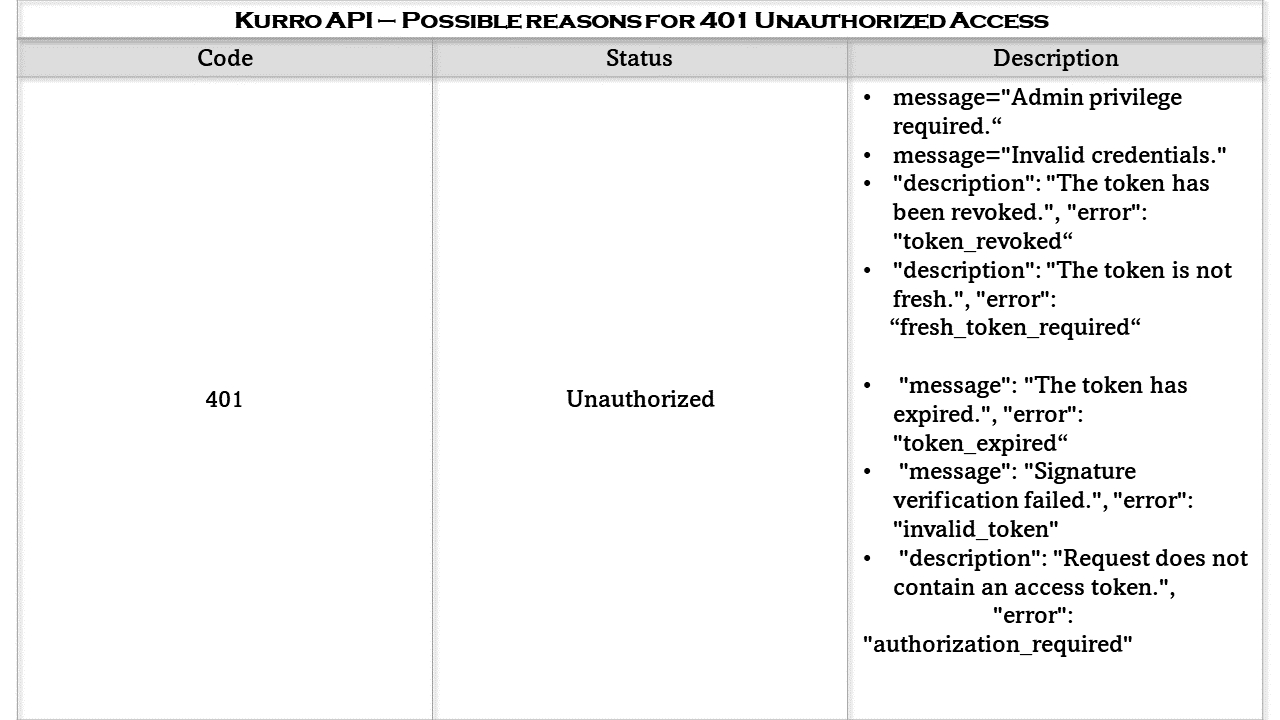 KURRO API – POSSIBLE REASONS FOR 401 UNAUTHORIZED ACCESS
Code
Status
Description
401
Unauthorized
• message="Admin privilege
required.“
• message="Invalid credentials."
• "description": "The token has
been revoked.", "error":
"token_revoked“
• "description": "The token is not
fresh.", "error":
“fresh_token_required“
• "message": "The token has
expired.", "error":
"token_expired“
• "message": "Signature
verification failed.", "error":
"invalid_token"
• "description": "Request does not
contain an access token.",
"error":
"authorization_required"